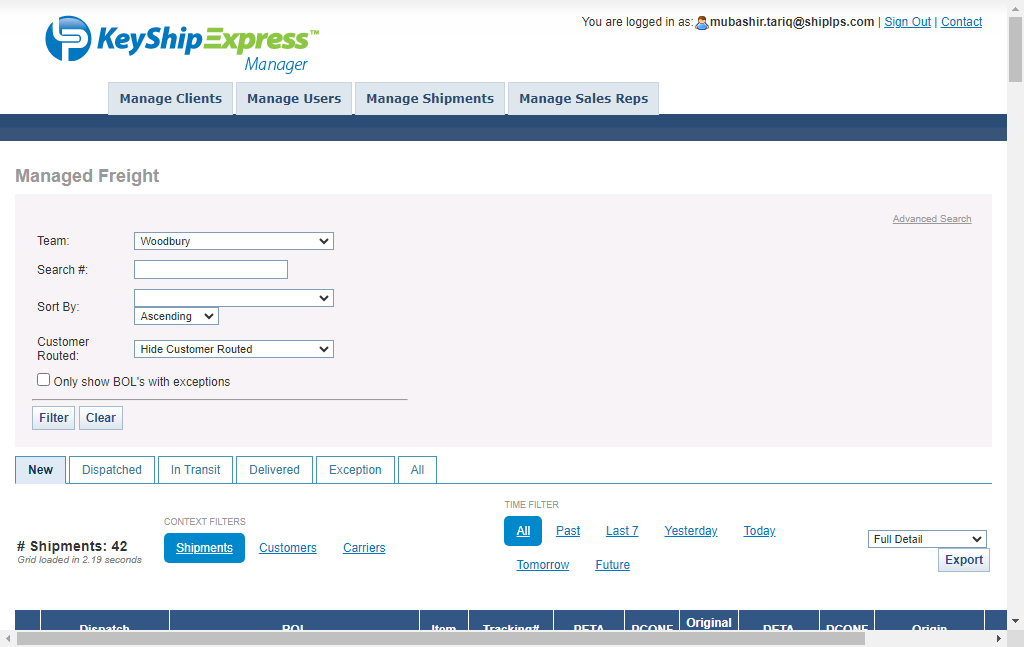 KeyShipExpress™
Manager
You are logged in as: mubashir.tariq@shiplps.com | Sign Out | Contact
Manage Clients Manage Users Manage Shipments Manage Sales Reps
Managed Freight
Advanced Search
Team: Woodbury
Search #:
Sort By:
Ascending
Customer
Routed: Hide Customer Routed
Only show BOL's with exceptions
Filter Clear
New Dispatched In Transit Delivered Exception All
# Shipments: 42
Grid loaded in 2.19 seconds
CONTEXT FILTERS
Shipments Customers Carriers
TIME FILTER
All Past Last 7 Yesterday Today
Tomorrow Future
Full Detail
Export
Dispatch BOL Item Tracking# PETA PCONF Original DETA DCONF Origin